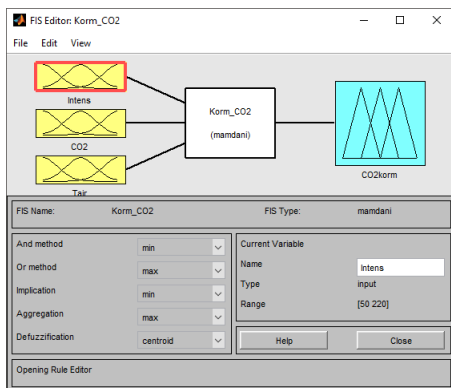 FIS Editor: Korm_CO2
File Edit View
Intens
CO2
Tair
Korm_CO2
(mamdani)
CO2korm
FIS Name: Korm_CO2 FIS Type: mamdani
And method min
Or method max
Implication min
Aggregation max
Defuzzification centroid
Current Variable
Name Intens
Type input
Range [50 220]
Help Close
Opening Rule Editor